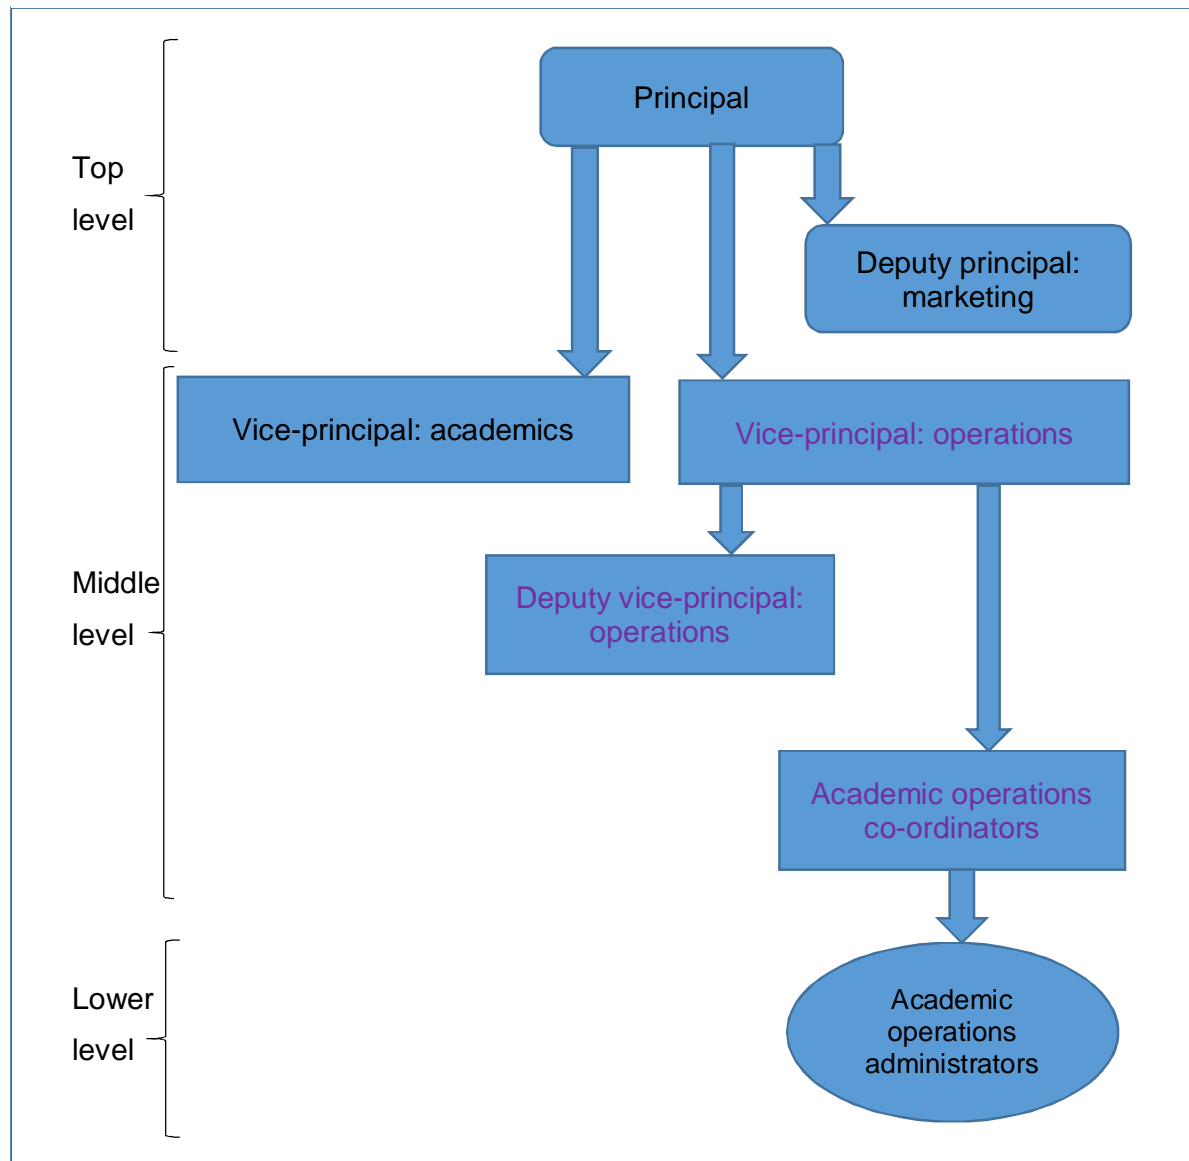 Principal
Top
level
Deputy principal:
marketing
Vice-principal: academics
Vice-principal: operations
Middle
level
Deputy vice-principal:
operations
Academic operations
co-ordinators
Lower
level
Academic
operations
administrators